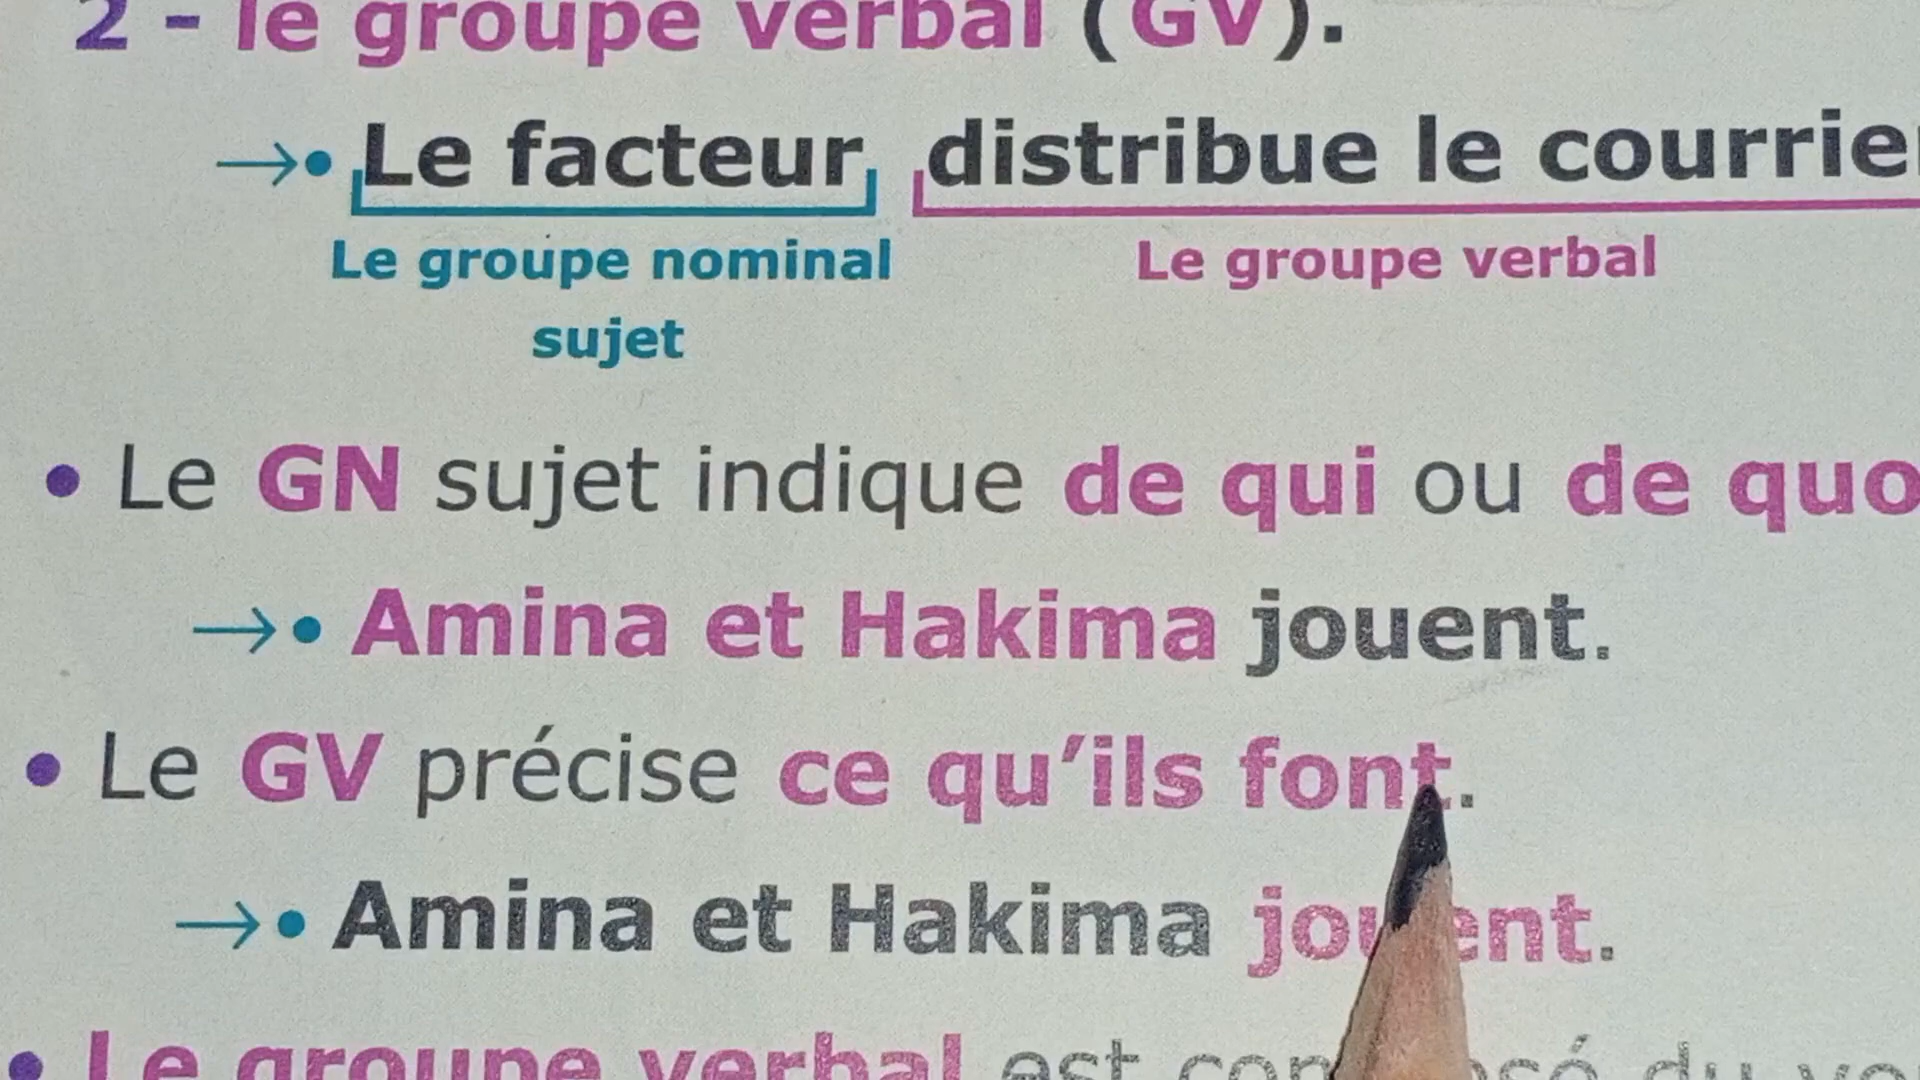 2 - le groupe verbal (GV).
→• Le facteur distribue le courrier
Le groupe nominal Le groupe verbal
sujet
• Le GN sujet indique de qui ou de quo
→• Amina et Hakima jouent.
• Le GV précise ce qu'ils font.
→• Amina et Hakima jouent.
• Le groupe verbal est du